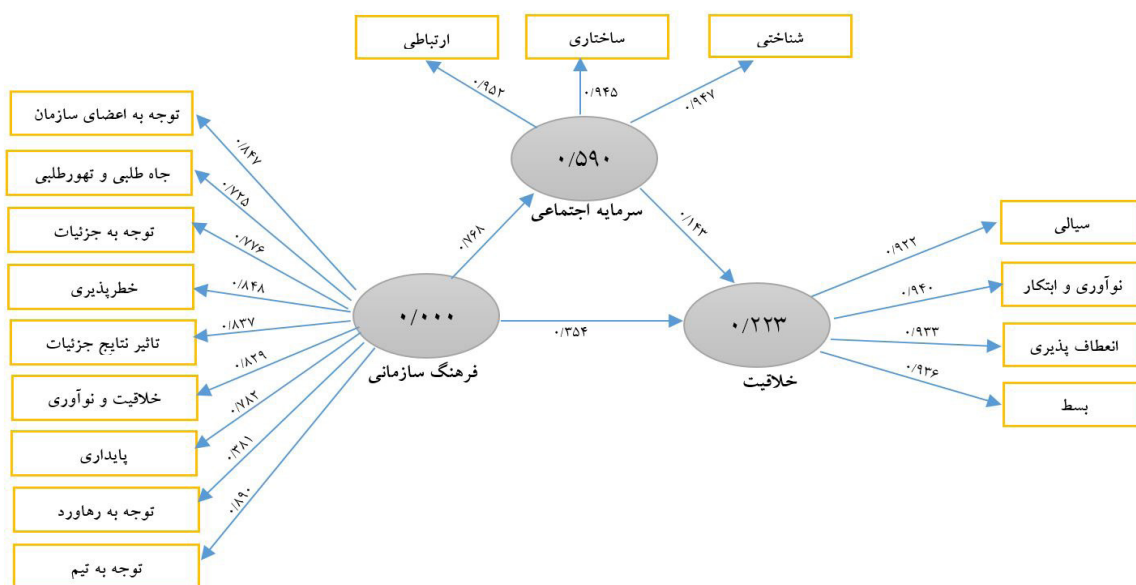 شناختی
ساختاری
ارتباطی
۰/۹۴۷
۰/۹۴۵
۰/۹۵۲
۰/۵۹۰
سرمایه اجتماعی
۰/۷۶۸
۰/۱۴۳
توجه به اعضای سازمان
جاه طلبی و تهورطلبی
توجه به جزئیات
خطرپذیری
تاثیر نتایج جزئیات
خلاقیت و نوآوری
پایداری
توجه به رهاورد
توجه به تیم
۰/۸۴۷
۰/۷۲۵
۰/۷۷۶
۰/۸۴۸
۰/۸۳۷
۰/۸۲۹
۰/۷۸۲
۰/۳۸۱
۰/۸۹۰
۰/۰۰۰
فرهنگ سازمانی
۰/۳۵۴
۰/۲۲۳
خلاقیت
۰/۹۲۲
۰/۹۴۰
۰/۹۳۳
۰/۹۳۶
سیالی
نوآوری و ابتکار
انعطاف پذیری
بسط